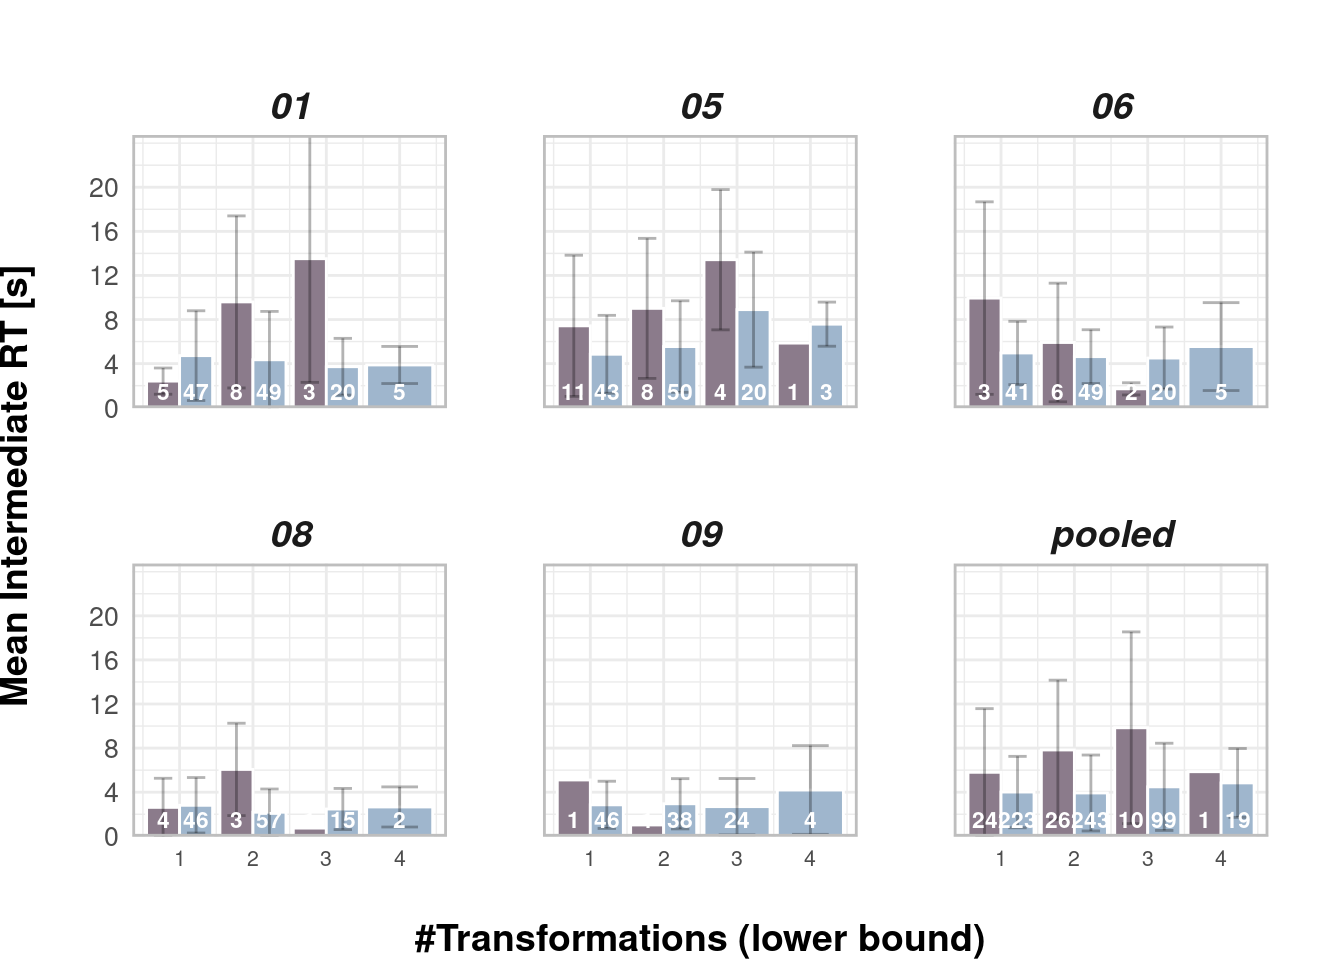 01
05
06
Mean Intermediate RT [s]
20
16
12
8
4
0
5 47 8 49 3 20 5
11 43 8 50 4 20 1 3
3 41 6 49 2 20 5
08
09
pooled
20
16
12
8
4
0
4 46 3 57 15 2
1 46 38 24 4
24 223 26 243 10 99 1 19
1 2 3 4
1 2 3 4
1 2 3 4
#Transformations (lower bound)